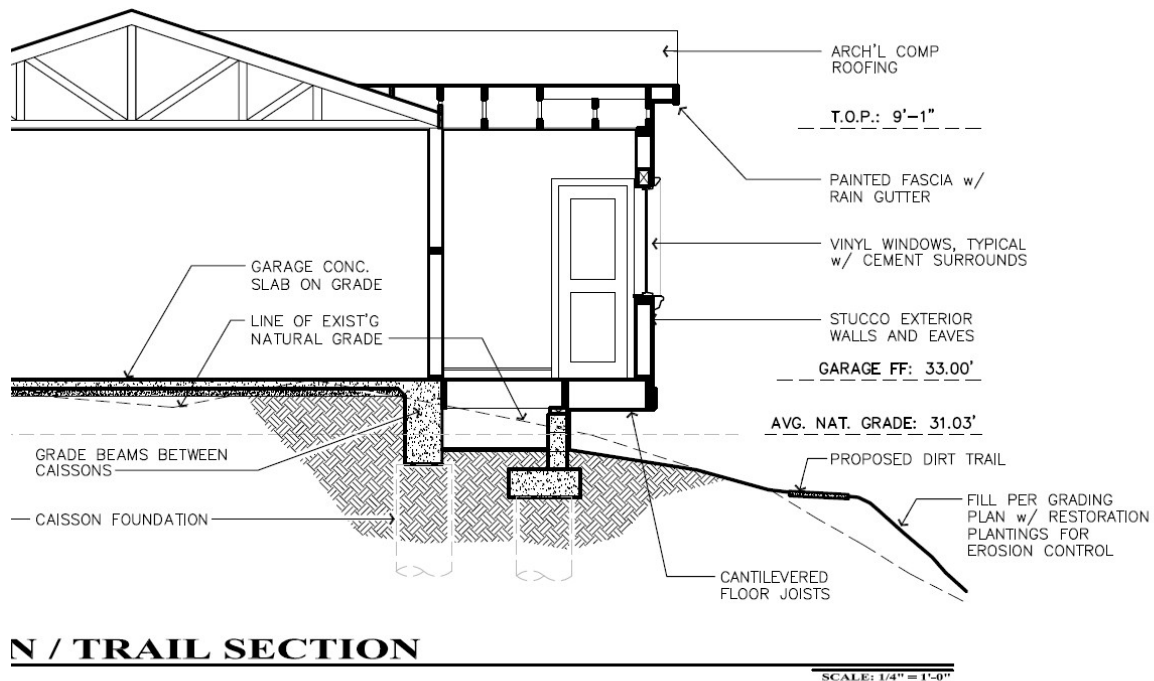 ARCH'L COMP
ROOFING
T.O.P.: 9'-1"
PAINTED FASCIA w/
RAIN GUTTER
VINYL WINDOWS, TYPICAL
w/ CEMENT SURROUNDS
GARAGE CONC.
SLAB ON GRADE
LINE OF EXIST'G
NATURAL GRADE
STUCCO EXTERIOR
WALLS AND EAVES
GARAGE FF: 33.00'
AVG. NAT. GRADE: 31.03'
GRADE BEAMS BETWEEN
CAISSONS
PROPOSED DIRT TRAIL
CAISSON FOUNDATION
FILL PER GRADING
PLAN w/ RESTORATION
PLANTINGS FOR
EROSION CONTROL
CANTILEVERED
FLOOR JOISTS
N / TRAIL SECTION
SCALE: 1/4" = 1'-0"